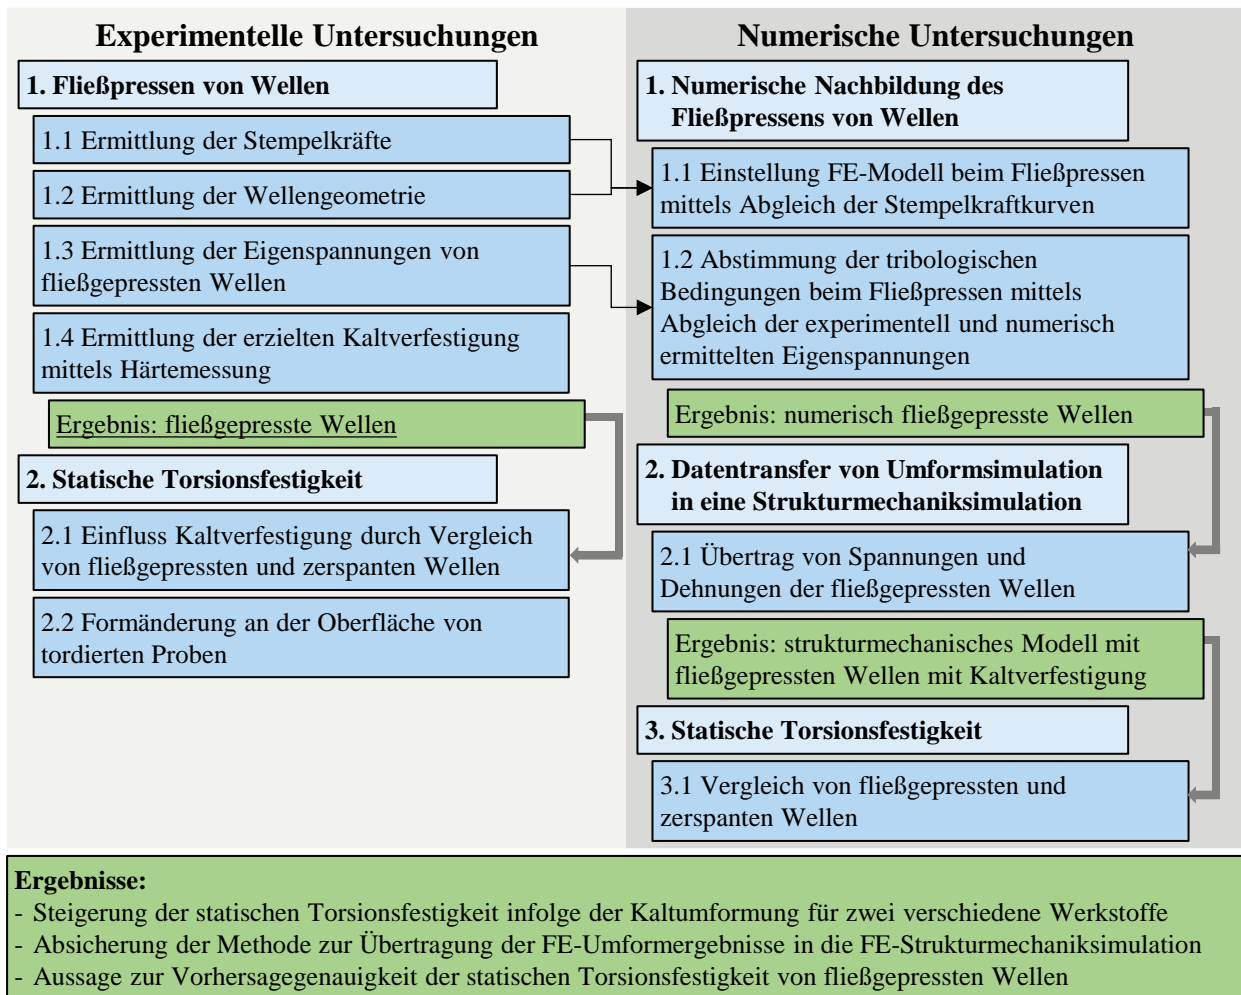 Experimentelle Untersuchungen
1. Fließpressen von Wellen
1.1 Ermittlung der Stempelkräfte
1.2 Ermittlung der Wellengeometrie
1.3 Ermittlung der Eigenspannungen von
fließgepressten Wellen
1.4 Ermittlung der erzielten Kaltverfestigung
mittels Härtemessung
Ergebnis: fließgepresste Wellen
2. Statische Torsionsfestigkeit
2.1 Einfluss Kaltverfestigung durch Vergleich
von fließgepressten und zerspanten Wellen
2.2 Formänderung an der Oberfläche von
tordierten Proben
Numerische Untersuchungen
1. Numerische Nachbildung des
Fließpressens von Wellen
1.1 Einstellung FE-Modell beim Fließpressen
mittels Abgleich der Stempelkraftkurven
1.2 Abstimmung der tribologischen
Bedingungen beim Fließpressen mittels
Abgleich der experimentell und numerisch
ermittelten Eigenspannungen
Ergebnis: numerisch fließgepresste Wellen
2. Datentransfer von Umformsimulation
in eine Strukturmechaniksimulation
2.1 Übertrag von Spannungen und
Dehnungen der fließgepressten Wellen
Ergebnis: strukturmechanisches Modell mit
fließgepressten Wellen mit Kaltverfestigung
3. Statische Torsionsfestigkeit
3.1 Vergleich von fließgepressten und
zerspanten Wellen
Ergebnisse:
- Steigerung der statischen Torsionsfestigkeit infolge der Kaltumformung für zwei verschiedene Werkstoffe
- Absicherung der Methode zur Übertragung der FE-Umformergebnisse in die FE-Strukturmechaniksimulation
- Aussage zur Vorhersagegenauigkeit der statischen Torsionsfestigkeit von fließgepressten Wellen